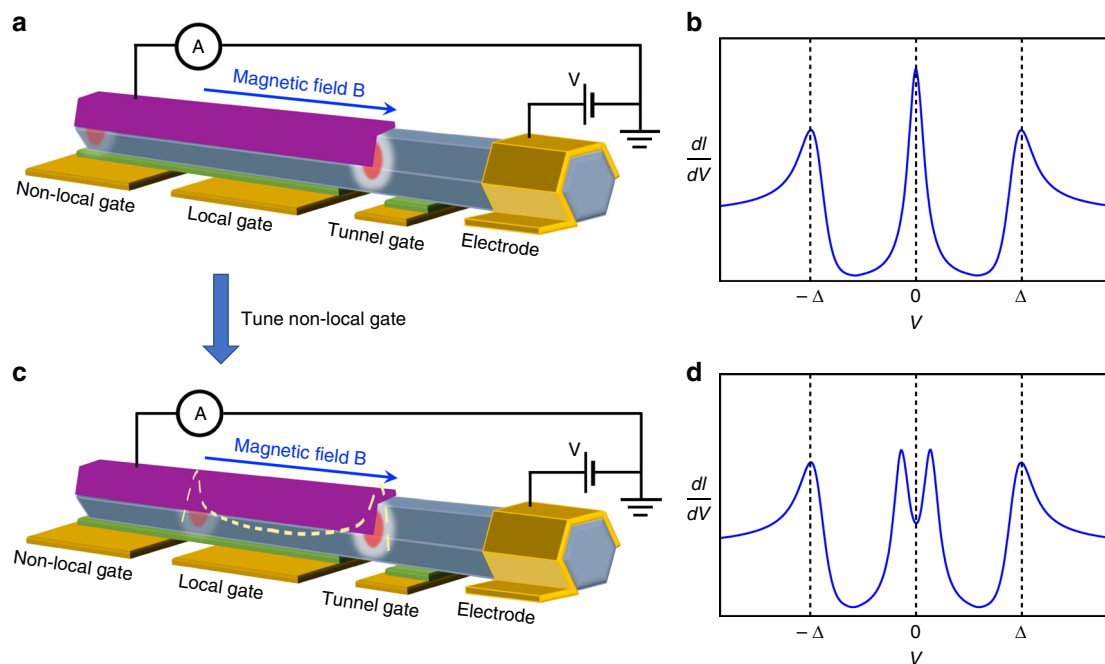 a
A
Magnetic field B
V
Non-local gate
Local gate
Tunnel gate
Electrode
b
dI
dV
– Δ
0
Δ
V
Tune non-local gate
c
A
Magnetic field B
V
Non-local gate
Local gate
Tunnel gate
Electrode
d
dI
dV
– Δ
0
Δ
V